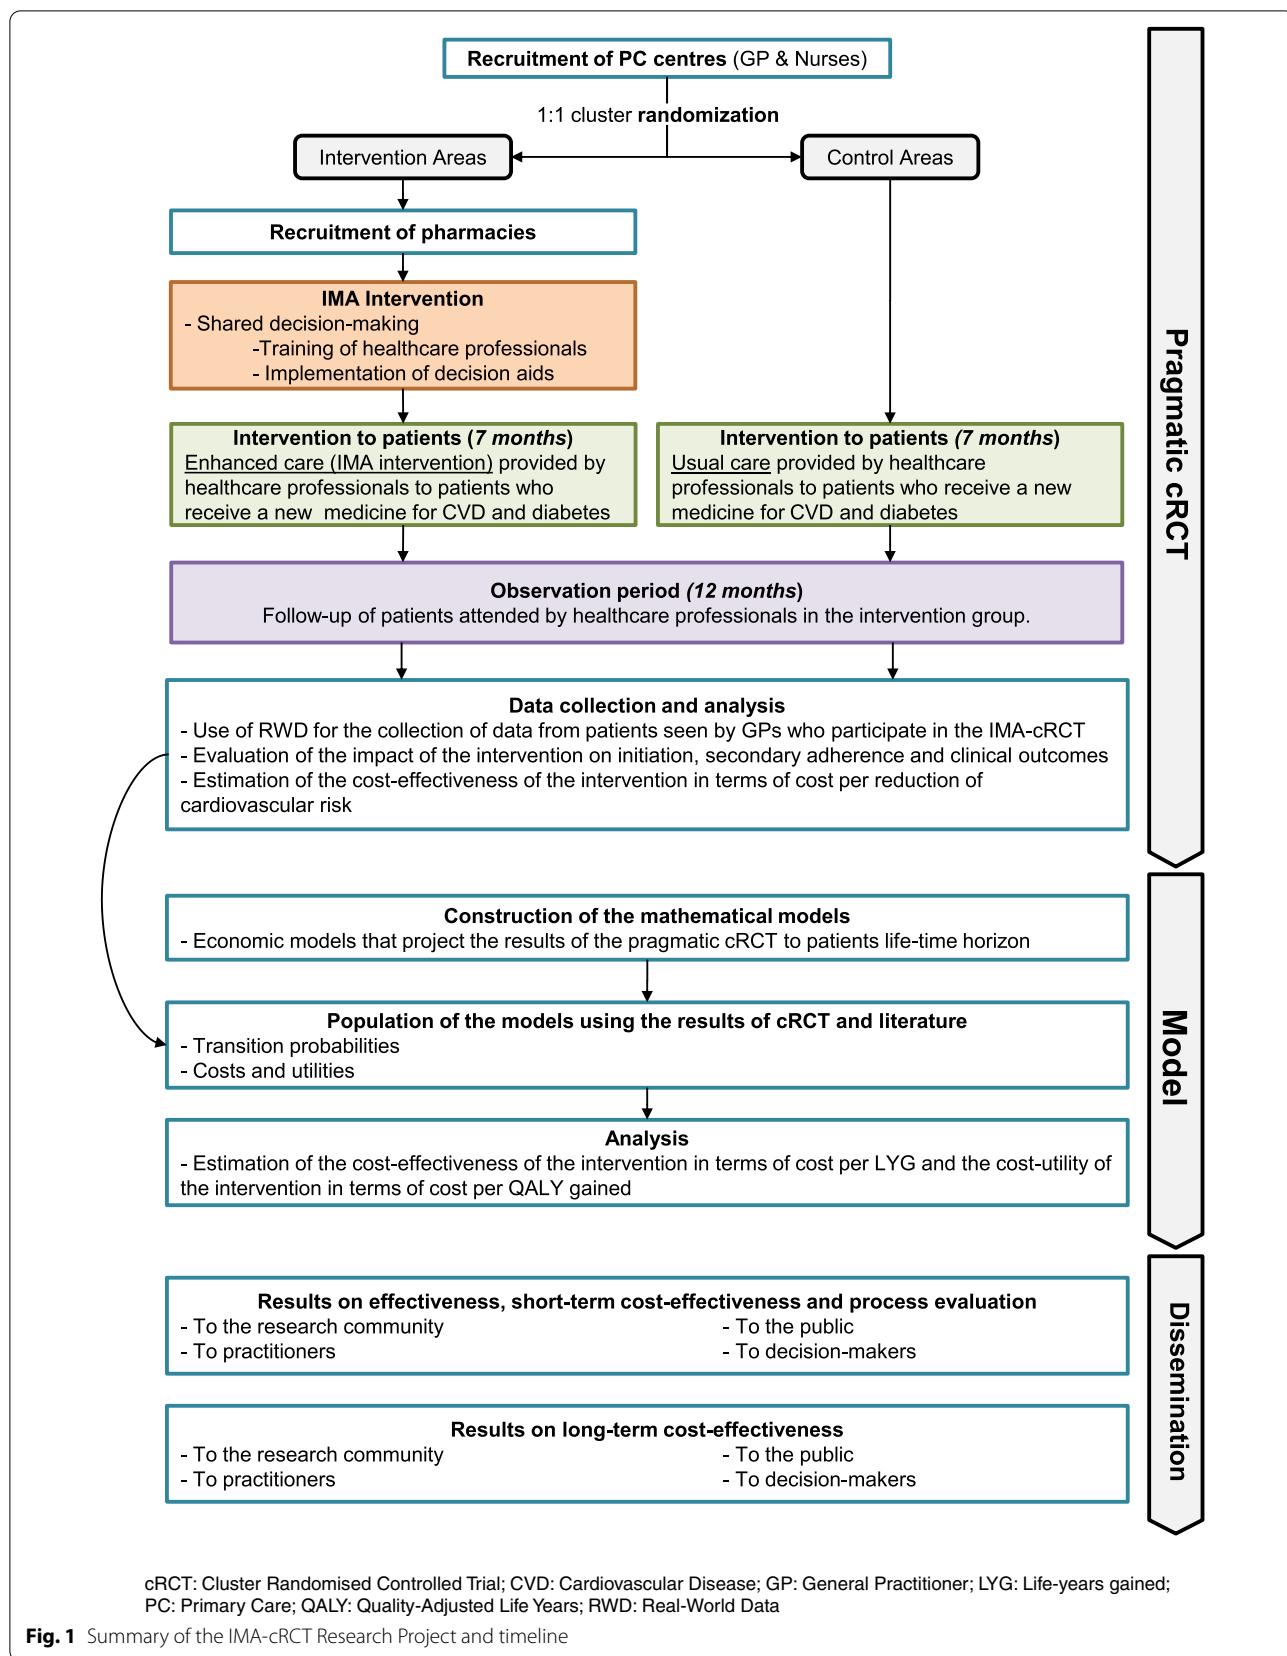 Recruitment of PC centres (GP & Nurses)
1:1 cluster randomization
Intervention Areas
Control Areas
Recruitment of pharmacies
IMA Intervention
- Shared decision-making
-Training of healthcare professionals
- Implementation of decision aids
Intervention to patients (7 months)
Enhanced care (IMA intervention) provided by
healthcare professionals to patients who
receive a new medicine for CVD and diabetes
Intervention to patients (7 months)
Usual care provided by healthcare
professionals to patients who receive a new
medicine for CVD and diabetes
Observation period (12 months)
Follow-up of patients attended by healthcare professionals in the intervention group.
Data collection and analysis
- Use of RWD for the collection of data from patients seen by GPs who participate in the IMA-cRCT
- Evaluation of the impact of the intervention on initiation, secondary adherence and clinical outcomes
- Estimation of the cost-effectiveness of the intervention in terms of cost per reduction of
cardiovascular risk
Pragmatic cRCT
Construction of the mathematical models
- Economic models that project the results of the pragmatic cRCT to patients life-time horizon
Population of the models using the results of cRCT and literature
- Transition probabilities
- Costs and utilities
Analysis
- Estimation of the cost-effectiveness of the intervention in terms of cost per LYG and the cost-utility of
the intervention in terms of cost per QALY gained
Model
Results on effectiveness, short-term cost-effectiveness and process evaluation
- To the research community
- To practitioners
- To the public
- To decision-makers
Results on long-term cost-effectiveness
- To the research community
- To practitioners
- To the public
- To decision-makers
Dissemination
cRCT: Cluster Randomised Controlled Trial; CVD: Cardiovascular Disease; GP: General Practitioner; LYG: Life-years gained;
PC: Primary Care; QALY: Quality-Adjusted Life Years; RWD: Real-World Data
Fig. 1 Summary of the IMA-cRCT Research Project and timeline